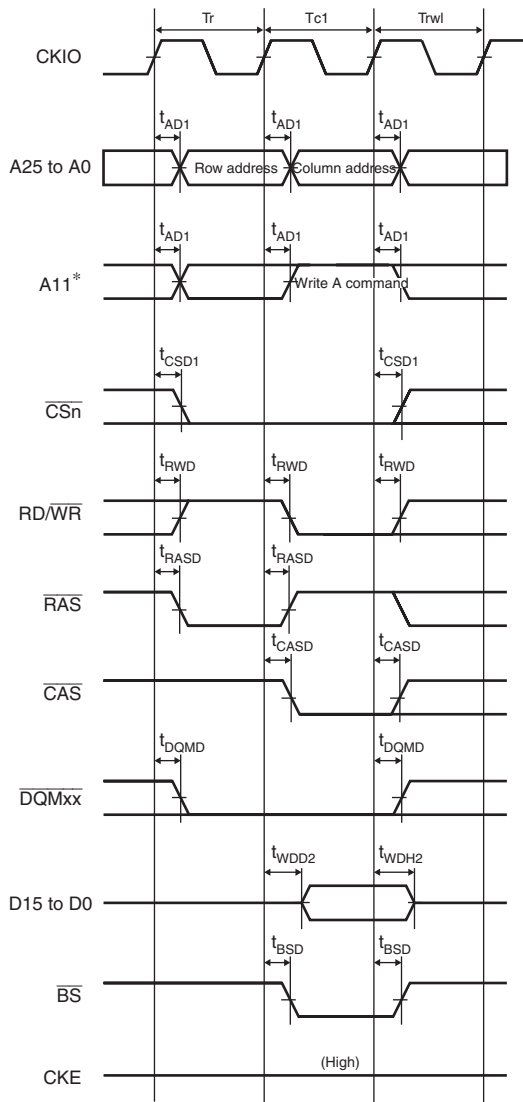 Tr Tc1 Trwl
CKIO
tAD1 tAD1 tAD1
A25 to A0 Row address Column address
tAD1 tAD1 tAD1
A11* Write A command
tCSD1 tCSD1
CSn
tRWD tRWD tRWD
RD/WR
tRASD tRASD
RAS
tCASD tCASD
CAS
tDQMD tDQMD
DQMxx
tWDD2 tWDH2
D15 to D0
tBSD tBSD
BS
(High)
CKE